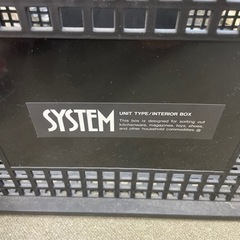 SYSTEM
UNIT TYPE/INTERIOR BOX
This box is designed for sorting out
kitchenware, magazines, toys, shoes,
and other household commodities.